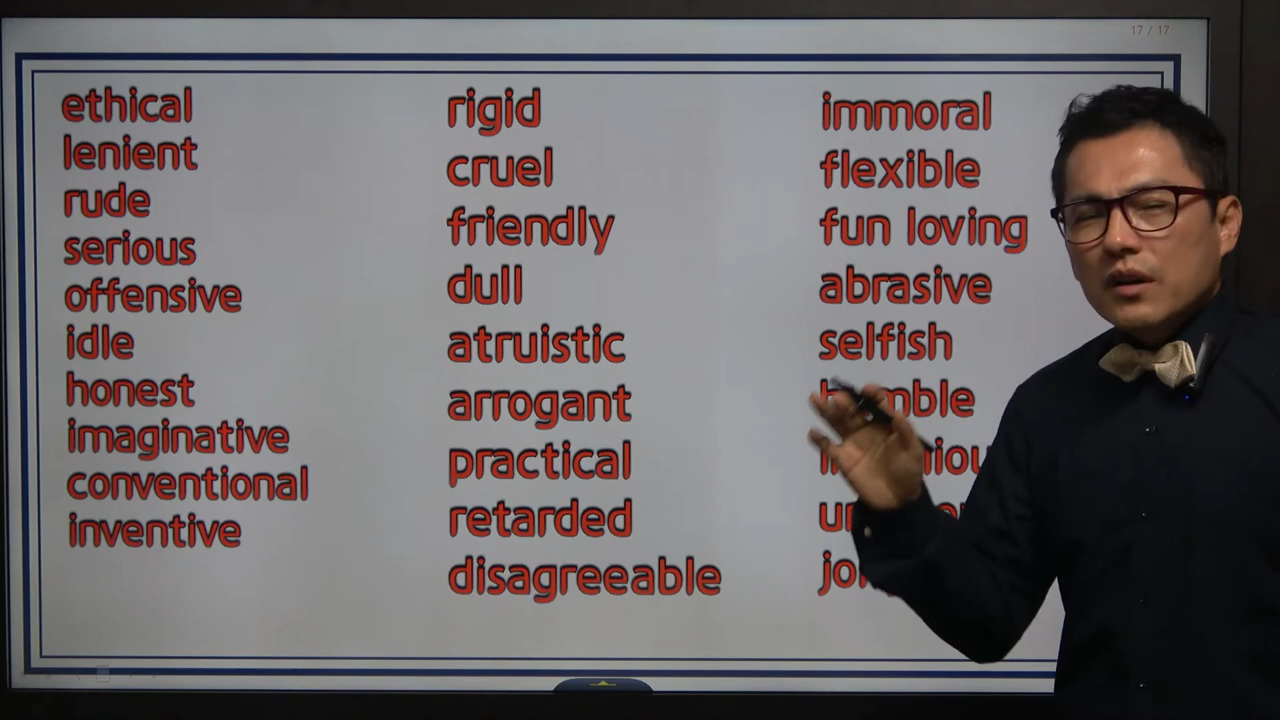 17 / 17
ethical
lenient
rude
serious
offensive
idle
honest
imaginative
conventional
inventive
rigid
cruel
friendly
dull
atruistic
arrogant
practical
retarded
disagreeable
immoral
flexible
fun loving
abrasive
selfish